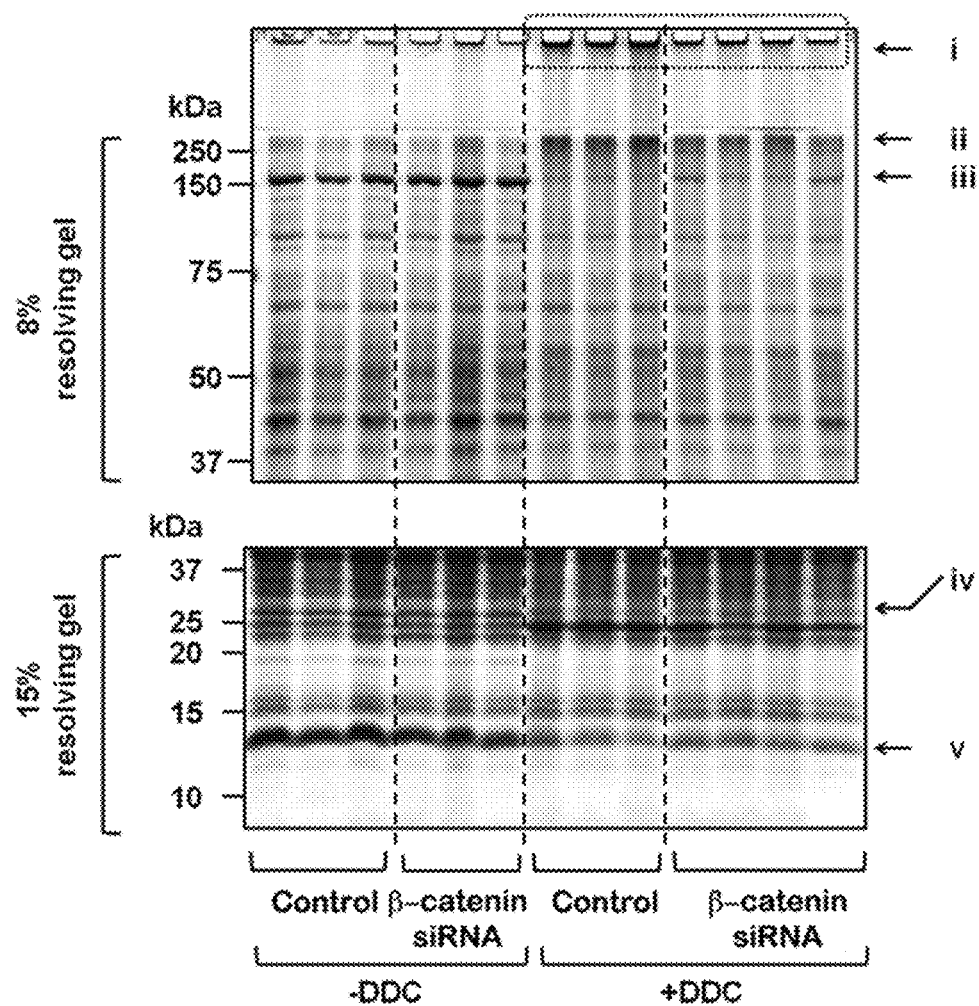 i
kDa
250
ii
150
iii
8%
resolving gel
75
50
37
kDa
15%
resolving gel
37
iv
25
20
15
v
10
Control β–catenin siRNA Control β–catenin siRNA
-DDC +DDC